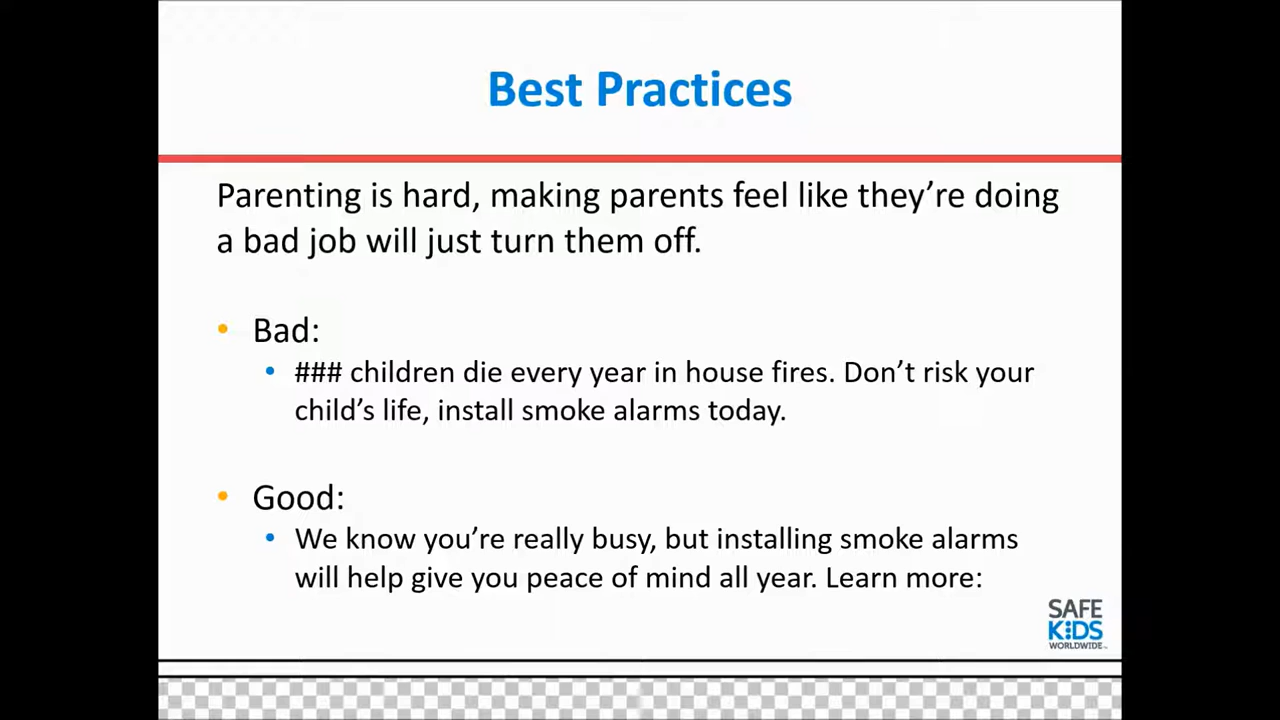 Best Practices
Parenting is hard, making parents feel like they’re doing
a bad job will just turn them off.
• Bad:
• ### children die every year in house fires. Don’t risk your
child’s life, install smoke alarms today.
• Good:
• We know you’re really busy, but installing smoke alarms
will help give you peace of mind all year. Learn more:
SAFE
KIDS
WORLDWIDE™